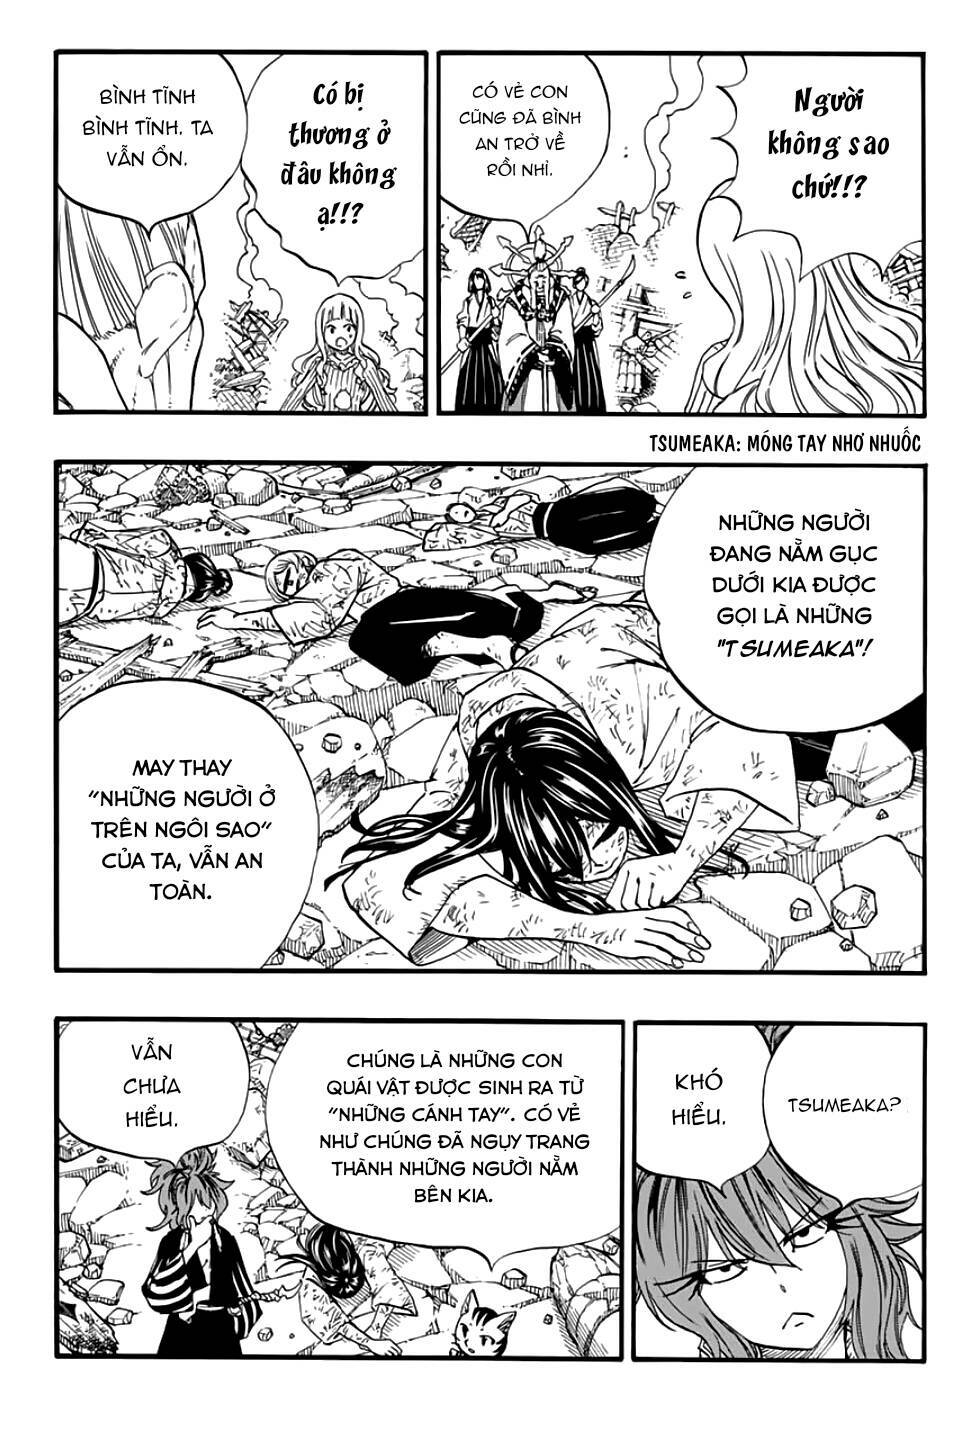 Người
không sao
chứ!!!?
CÓ VẺ CON
CŨNG ĐÃ BÌNH
AN TRỞ VỀ
RỒI NHỈ.
Có bị
thương ở
đâu không
ạ!!!?
BÌNH TĨNH
BÌNH TĨNH. TA
VẪN ỔN.
TSUMEAKA: MÓNG TAY NHƠ NHUỐC
NHỮNG NGƯỜI
ĐANG NẰM GỤC
DƯỚI KIA ĐƯỢC
GỌI LÀ NHỮNG
"TSUMEAKA"!
MAY THAY
“NHỮNG NGƯỜI Ở
TRÊN NGÔI SAO”
CỦA TA, VẪN AN
TOÀN.
TSUMEAKA?
KHÓ
HIỂU.
CHÚNG LÀ NHỮNG CON
QUÁI VẬT ĐƯỢC SINH RA TỪ
“NHỮNG CÁNH TAY”. CÓ VẺ
NHƯ CHÚNG ĐÃ NGỤY TRANG
THÀNH NHỮNG NGƯỜI NẰM
BÊN KIA.
VẪN
CHƯA
HIỂU.